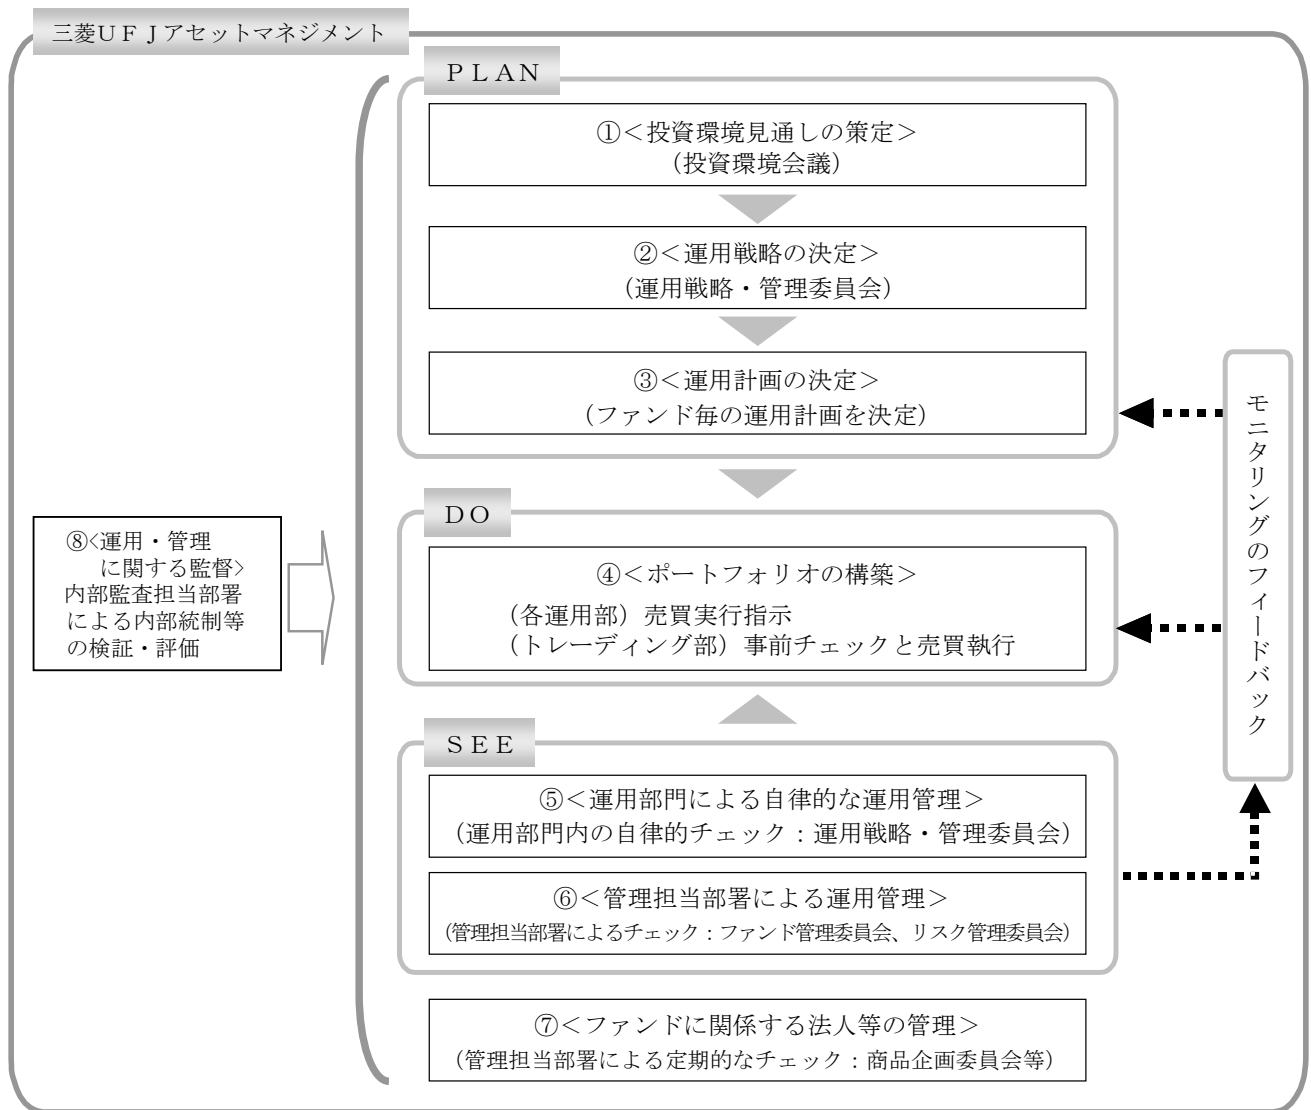 三菱UFJアセットマネジメント
PLAN
①<投資環境見通しの策定>
(投資環境会議)
②<運用戦略の決定>
(運用戦略・管理委員会)
③<運用計画の決定>
(ファンド毎の運用計画を決定)
DO
④<ポートフォリオの構築>
(各運用部)売買実行指示
(トレーディング部)事前チェックと売買執行
SEE
⑤<運用部門による自律的な運用管理>
(運用部門内の自律的チェック:運用戦略・管理委員会)
⑥<管理担当部署による運用管理>
(管理担当部署によるチェック:ファンド管理委員会、リスク管理委員会)
⑦<ファンドに関係する法人等の管理>
(管理担当部署による定期的なチェック:商品企画委員会等)
⑧<運用・管理
に関する監督>
内部監査担当部署
による内部統制等
の検証・評価
モニタリングのフィードバック